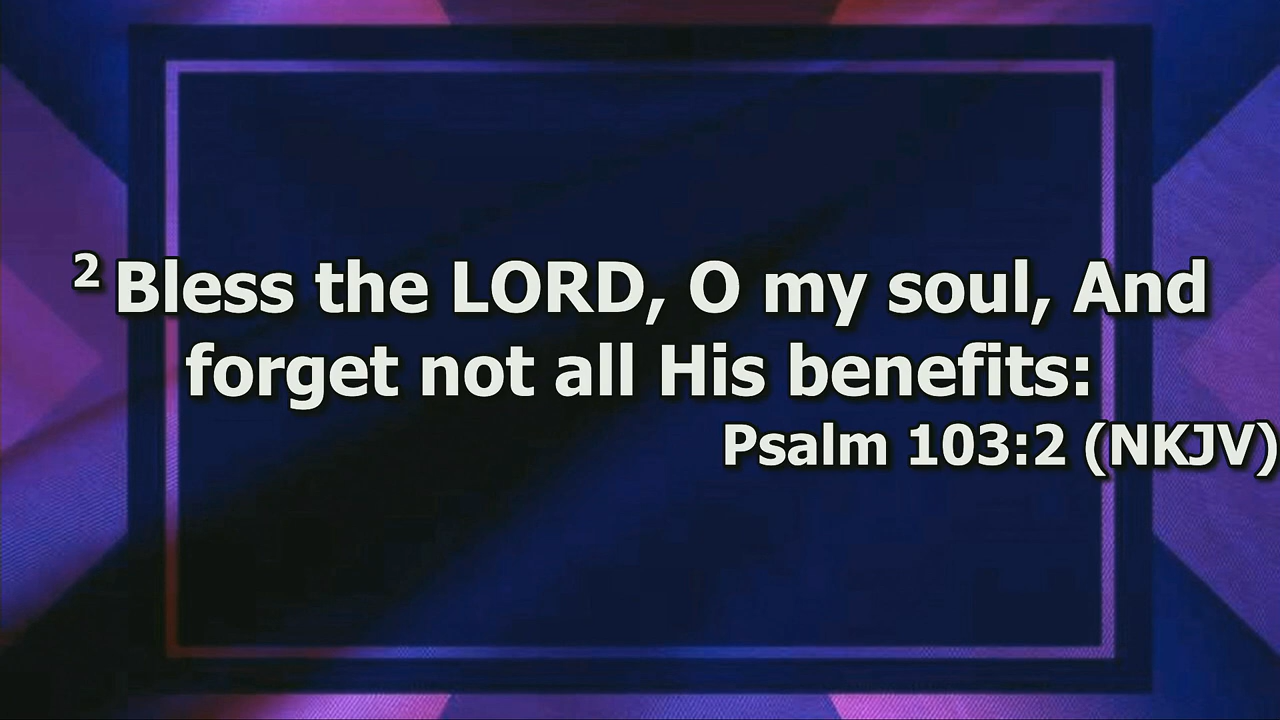 2 Bless the LORD, O my soul, And
forget not all His benefits:
Psalm 103:2 (NKJV)